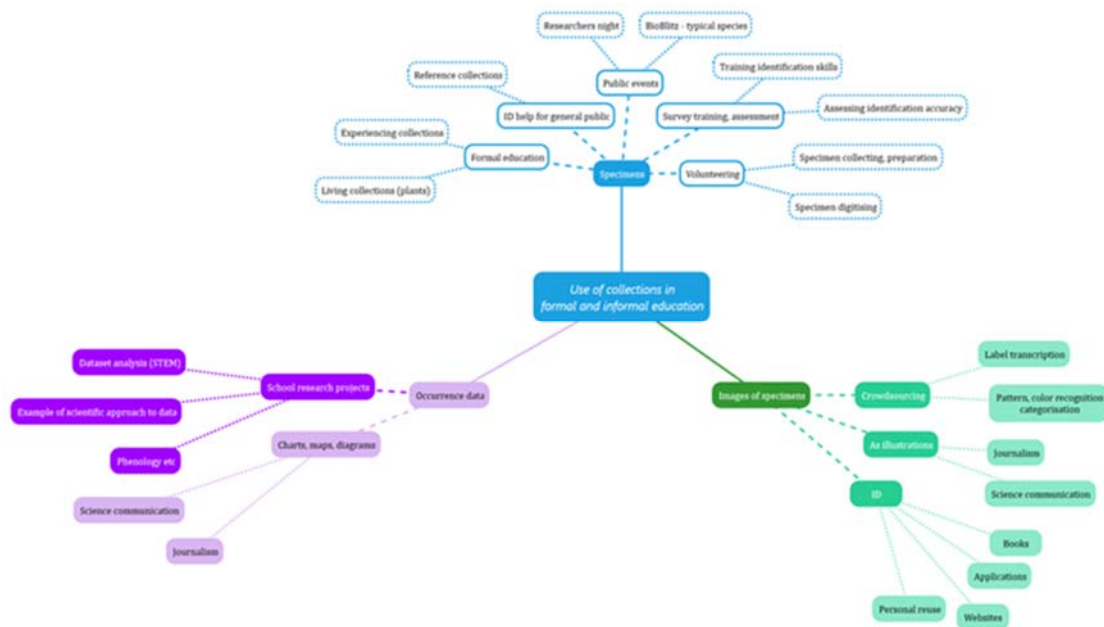 Researchers night
BioBlitz - typical species
Reference collections
Public events
Training identification skills
ID help for general public
Survey training, assessment
Assessing identification accuracy
Experiencing collections
Formal education
Specimens
Volunteering
Specimen collecting, preparation
Living collections (plants)
Specimen digitising
Use of collections in
formal and informal education
Dataset analysis (STEM)
School research projects
Occurrence data
Example of scientific approach to data
Charts, maps, diagrams
Phenology etc
Science communication
Journalism
Images of specimens
Crowdsourcing
Label transcription
Pattern, color recognition
categorisation
As illustrations
Journalism
Science communication
ID
Books
Applications
Personal reuse
Websites